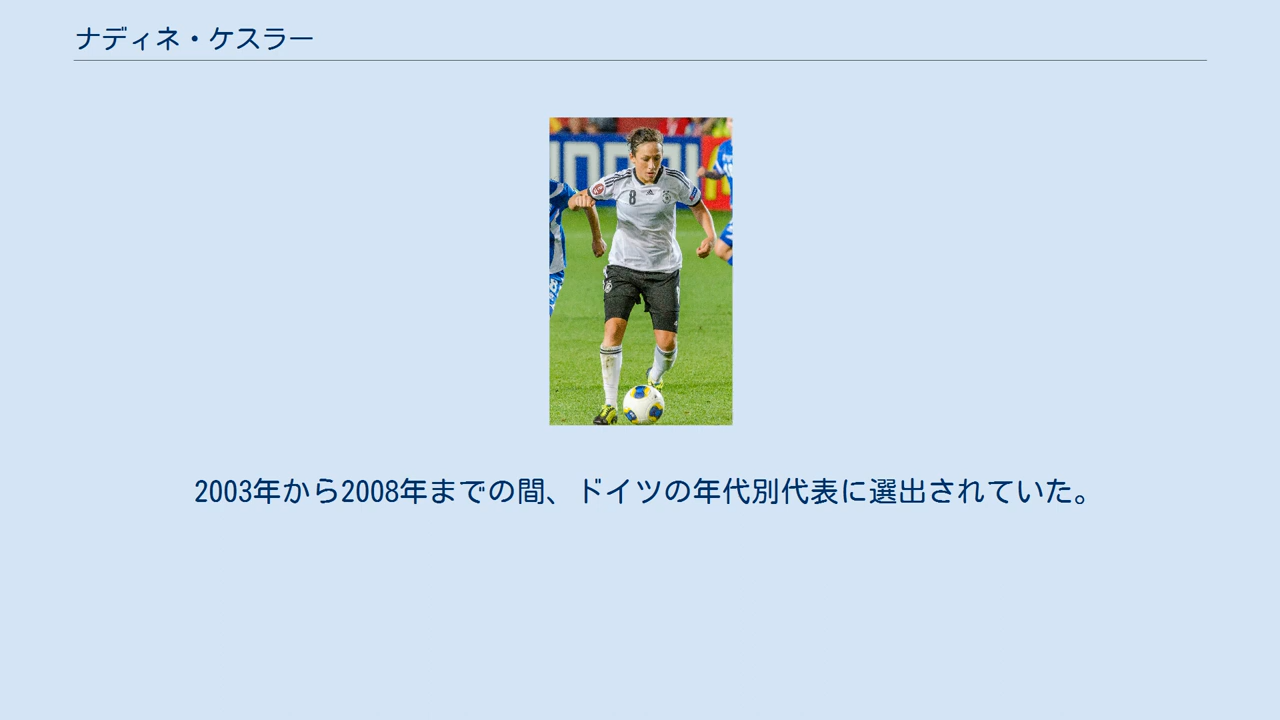 ナディネ・ケスラー
8
2003年から2008年までの間、ドイツの年代別代表に選出されていた。